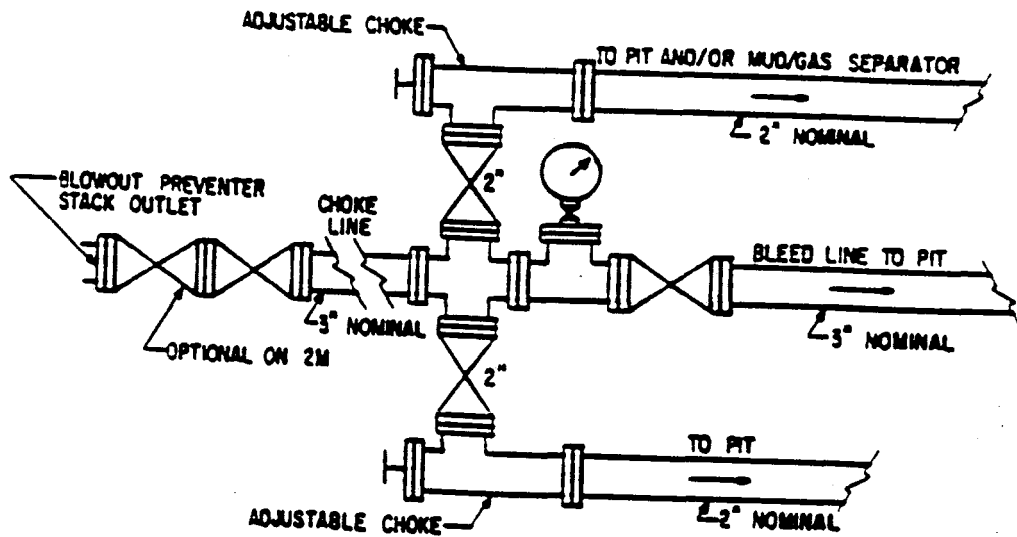 ADJUSTABLE CHOKE
TO PIT AND/OR MUD/GAS SEPARATOR
2" NOMINAL
2"
BLOWOUT PREVENTER
STACK OUTLET
CHOKE
LINE
BLEED LINE TO PIT
3" NOMINAL
3" NOMINAL
OPTIONAL ON 2M
2"
TO PIT
2" NOMINAL
ADJUSTABLE CHOKE